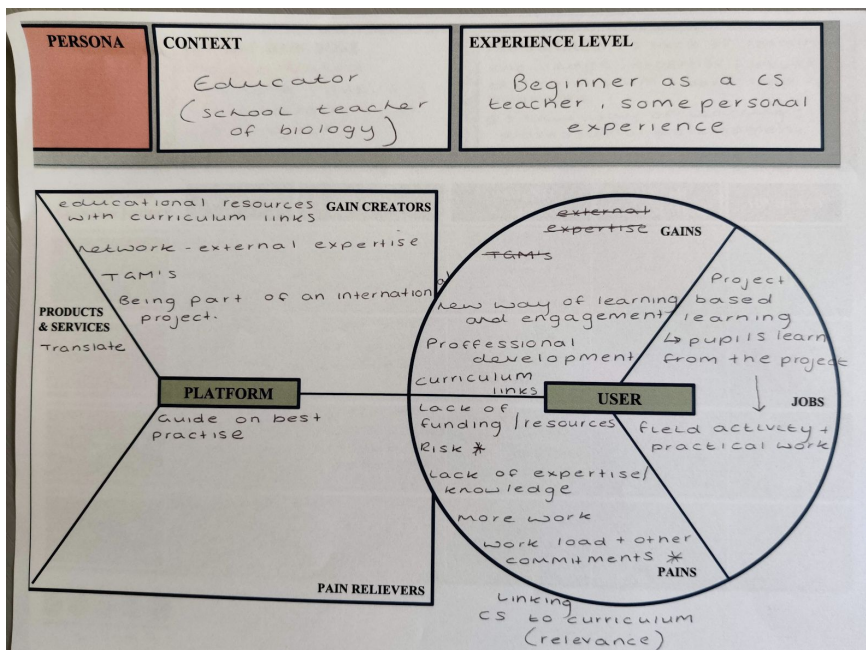 PERSONA
CONTEXT
Educator
(school teacher
of biology)
EXPERIENCE LEVEL
Beginner as a CS
teacher, some personal
experience
educational resources
with curriculum links
GAIN CREATORS
network - external expertise
TGM's
Being part of an international
project.
PRODUCTS
& SERVICES
Translate
PLATFORM
Guide on best
practise
PAIN RELIEVERS
external
expertise
GAINS
TGM's
new way of learning
and engagement
Proffessional
development
curriculum
links
USER
Project
based
learning
↳ pupils learn
from the project
↓
JOBS
field activity +
practical work
Lack of
funding / resources
Risk *
Lack of expertise/
knowledge
More work
work load + other
commitments *
PAINS
Linking
CS to curriculum
(relevance)